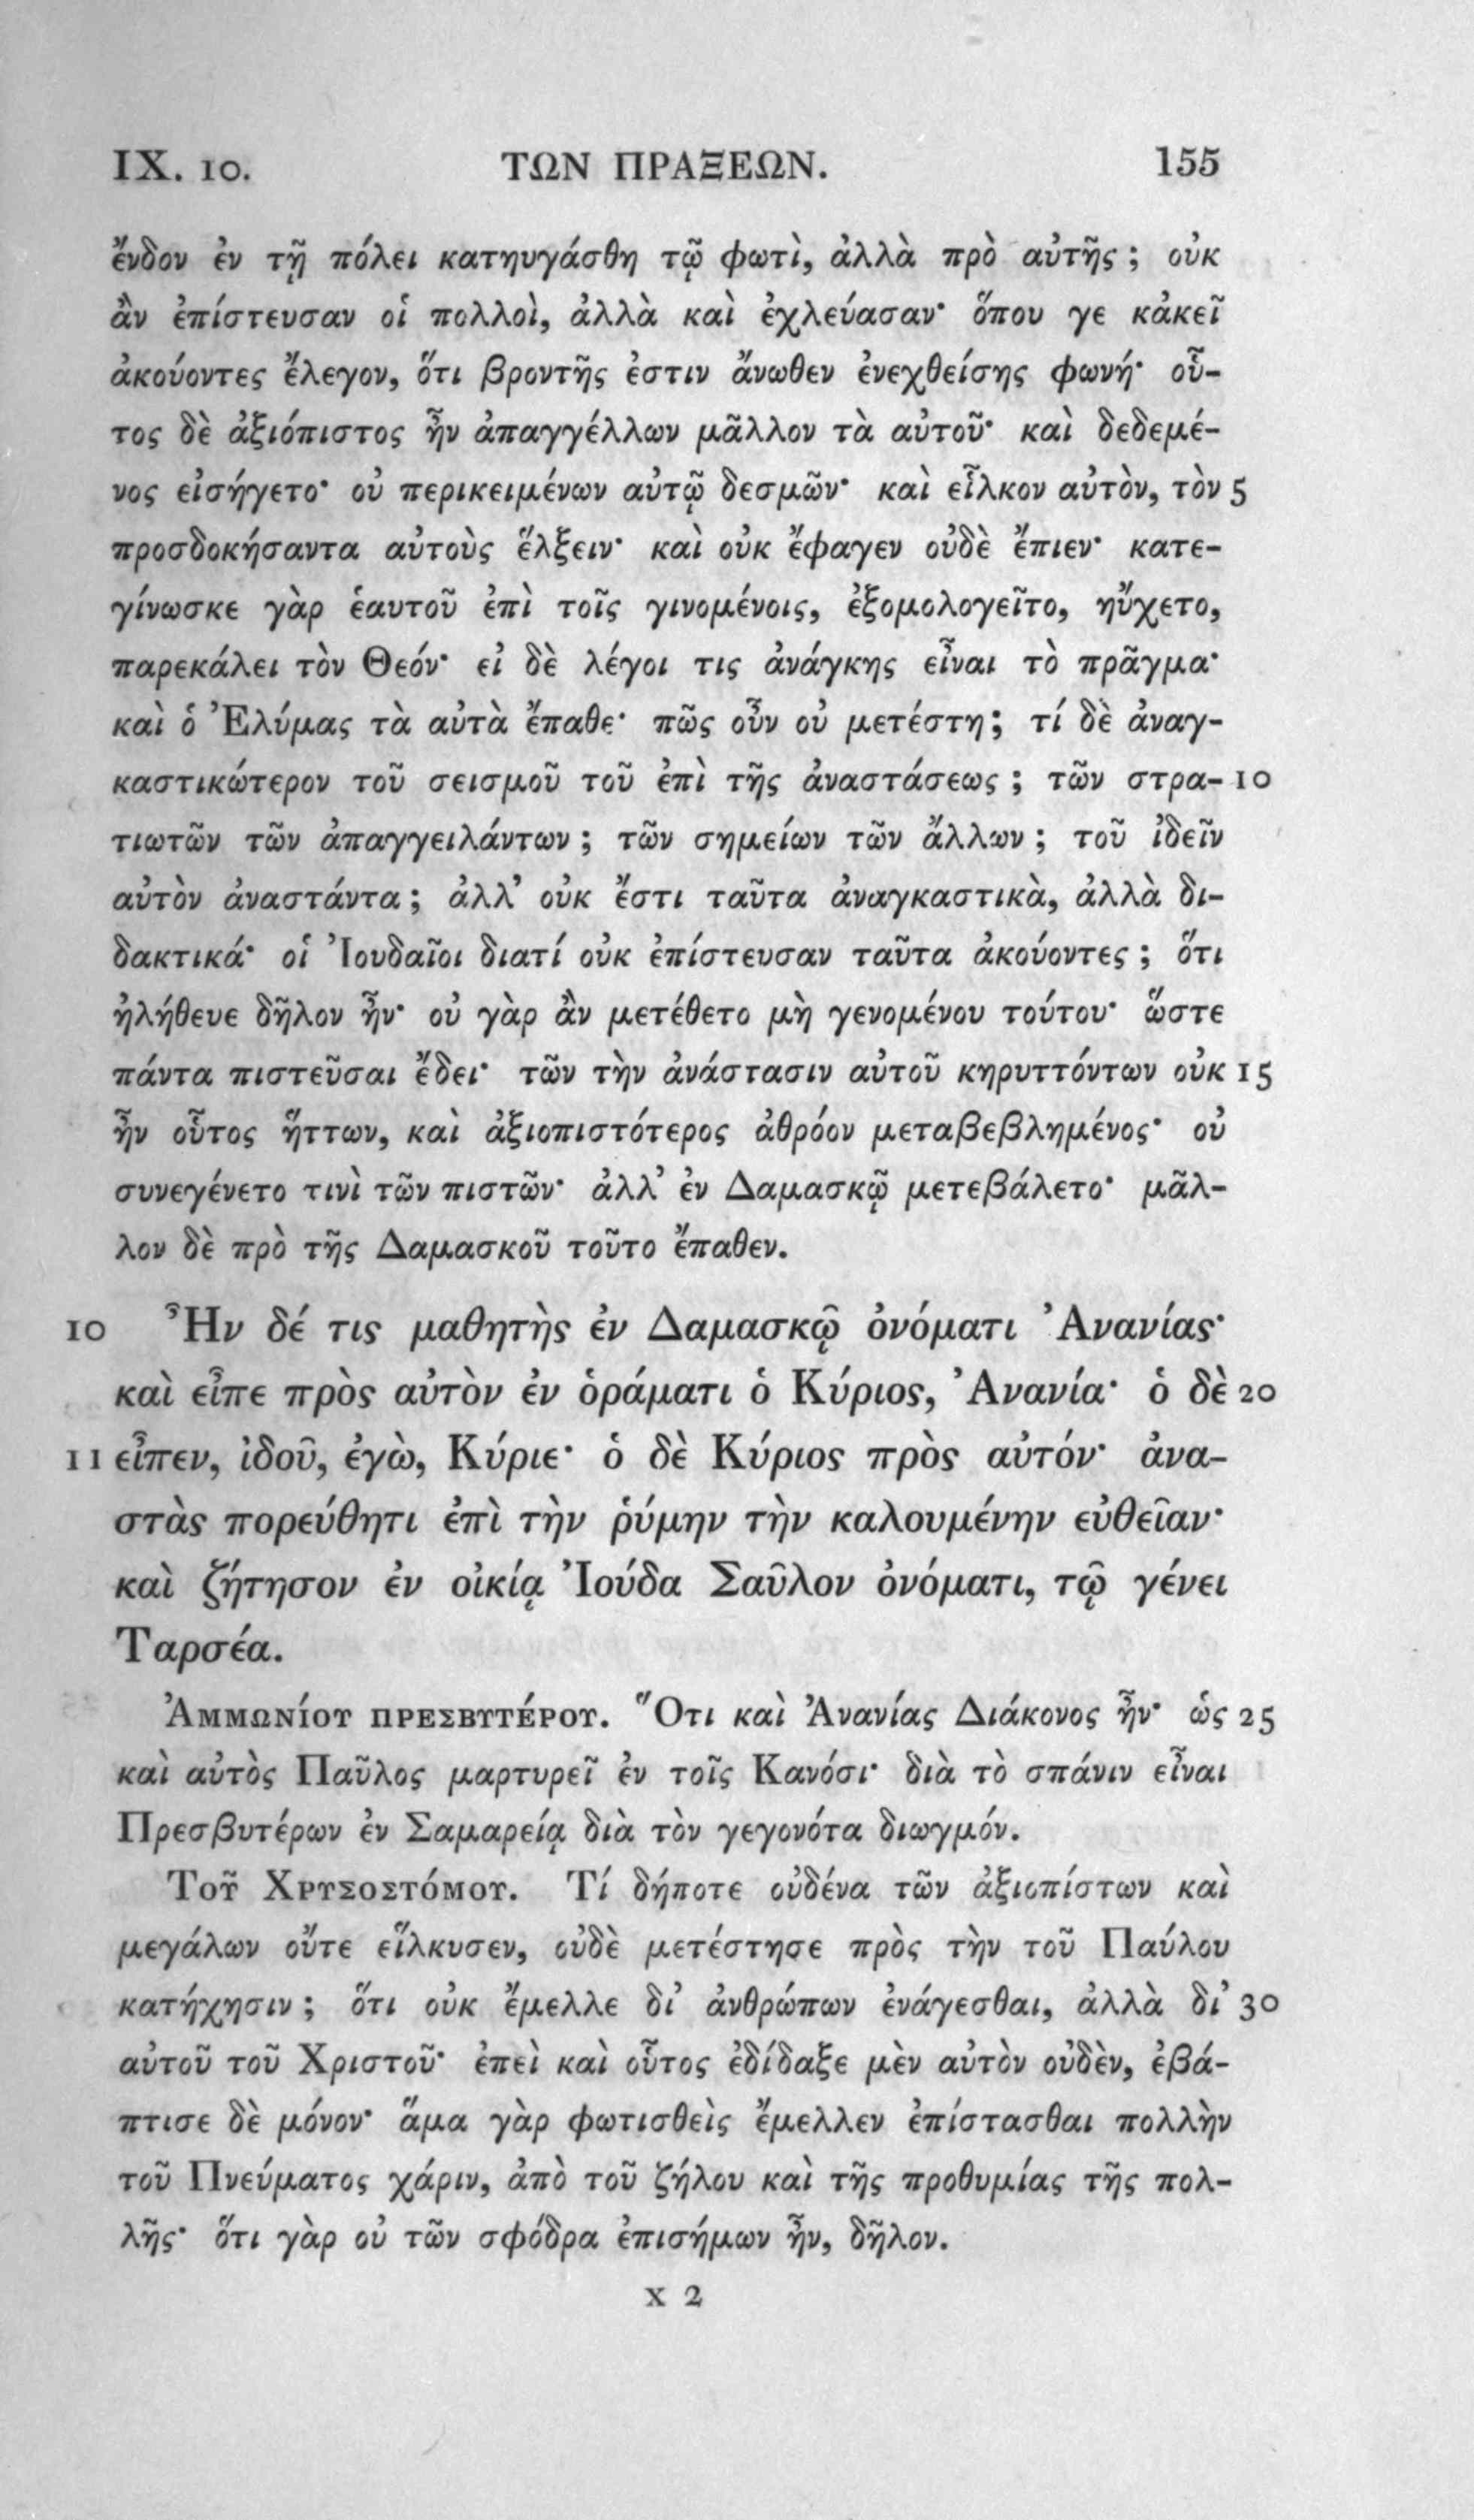 IX. 10. ΤΩΝ ΠΡΑΞΕΩΝ. 155
ἔνδον ἐν τῇ πόλει κατηυγάσθη τῷ φωτὶ, ἀλλὰ πρὸ αὐτῆς ; οὐκ
ἂν ἐπίστευσαν οἱ πολλοὶ, ἀλλὰ καὶ ἐχλεύασαν· ὅπου γε κἀκεῖ
ἀκούοντες ἔλεγον, ὅτι βροντῆς ἐστιν ἄνωθεν ἐνεχθείσης φωνή· οὗ-
τος δὲ ἀξιόπιστος ἦν ἀπαγγέλλων μᾶλλον τὰ αὐτοῦ· καὶ δεδεμέ-
νος εἰσήγετο· οὐ περικειμένων αὐτῷ δεσμῶν· καὶ εἷλκον αὐτὸν, τὸν 5
προσδοκήσαντα αὐτοὺς ἕλξειν· καὶ οὐκ ἔφαγεν οὐδὲ ἔπιεν· κατε-
γίνωσκε γὰρ ἑαυτοῦ ἐπὶ τοῖς γινομένοις, ἐξομολογεῖτο, ηὔχετο,
παρεκάλει τὸν Θεόν· εἰ δὲ λέγοι τις ἀνάγκης εἶναι τὸ πρᾶγμα·
καὶ ὁ Ἐλύμας τὰ αὐτὰ ἔπαθε· πῶς οὖν οὐ μετέστη; τί δὲ ἀναγ-
καστικώτερον τοῦ σεισμοῦ τοῦ ἐπὶ τῆς ἀναστάσεως ; τῶν στρα- 10
τιωτῶν τῶν ἀπαγγειλάντων ; τῶν σημείων τῶν ἄλλων ; τοῦ ἰδεῖν
αὐτὸν ἀναστάντα ; ἀλλ’ οὐκ ἔστι ταῦτα ἀναγκαστικὰ, ἀλλὰ δι-
δακτικά· οἱ Ἰουδαῖοι διατί οὐκ ἐπίστευσαν ταῦτα ἀκούοντες ; ὅτι
ἠλήθευε δῆλον ἦν· οὐ γὰρ ἂν μετέθετο μὴ γενομένου τούτου· ὥστε
πάντα πιστεῦσαι ἔδει· τῶν τὴν ἀνάστασιν αὐτοῦ κηρυττόντων οὐκ 15
ἦν οὗτος ἥττων, καὶ ἀξιοπιστότερος ἀθρόον μεταβεβλημένος· οὐ
συνεγένετο τινὶ τῶν πιστῶν· ἀλλ’ ἐν Δαμασκῷ μετεβάλετο· μᾶλ-
λον δὲ πρὸ τῆς Δαμασκοῦ τοῦτο ἔπαθεν.
10 Ἦν δέ τις μαθητὴς ἐν Δαμασκῷ ὀνόματι Ἀνανίας·
καὶ εἶπε πρὸς αὐτὸν ἐν ὁράματι ὁ Κύριος, Ἀνανία· ὁ δὲ 20
11 εἶπεν, ἰδοῦ, ἐγὼ, Κύριε· ὁ δὲ Κύριος πρὸς αὐτόν· ἀνα-
στὰς πορεύθητι ἐπὶ τὴν ῥύμην τὴν καλουμένην εὐθεῖαν·
καὶ ζήτησον ἐν οἰκίᾳ Ἰούδα Σαῦλον ὀνόματι, τῷ γένει
Ταρσέα.
Ἀμμωνίου πρεσβυτέρου. Ὅτι καὶ Ἀνανίας Διάκονος ἦν· ὡς 25
καὶ αὐτὸς Παῦλος μαρτυρεῖ ἐν τοῖς Κανόσι· διὰ τὸ σπάνιν εἶναι
Πρεσβυτέρων ἐν Σαμαρείᾳ διὰ τὸν γεγονότα διωγμόν.
Τοῦ Χρυσοστόμου. Τί δήποτε οὐδένα τῶν ἀξιοπίστων καὶ
μεγάλων οὔτε εἵλκυσεν, οὐδὲ μετέστησε πρὸς τὴν τοῦ Παύλου
κατήχησιν ; ὅτι οὐκ ἔμελλε δι’ ἀνθρώπων ἐνάγεσθαι, ἀλλὰ δι’ 30
αὐτοῦ τοῦ Χριστοῦ· ἐπεὶ καὶ οὗτος ἐδίδαξε μὲν αὐτὸν οὐδὲν, ἐβά-
πτισε δὲ μόνον· ἅμα γὰρ φωτισθεὶς ἔμελλεν ἐπίστασθαι πολλὴν
τοῦ Πνεύματος χάριν, ἀπὸ τοῦ ζήλου καὶ τῆς προθυμίας τῆς πολ-
λῆς· ὅτι γὰρ οὐ τῶν σφόδρα ἐπισήμων ἦν, δῆλον.
x 2